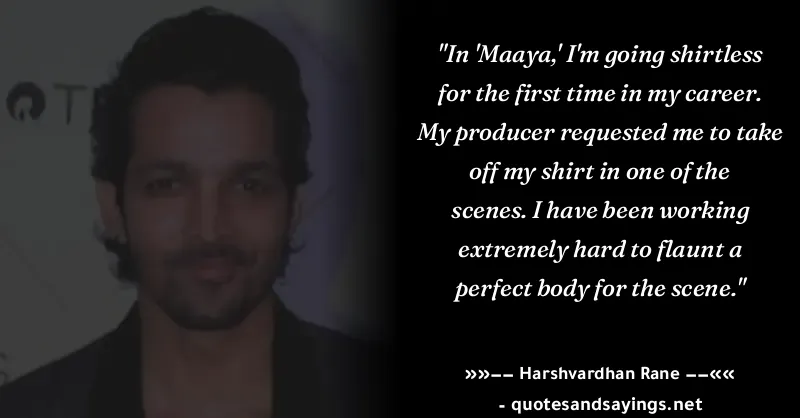 "In 'Maaya,' I'm going shirtless
for the first time in my career.
My producer requested me to take
off my shirt in one of the
scenes. I have been working
extremely hard to flaunt a
perfect body for the scene."
»»−− Harshvardhan Rane −−««
- quotesandsayings.net